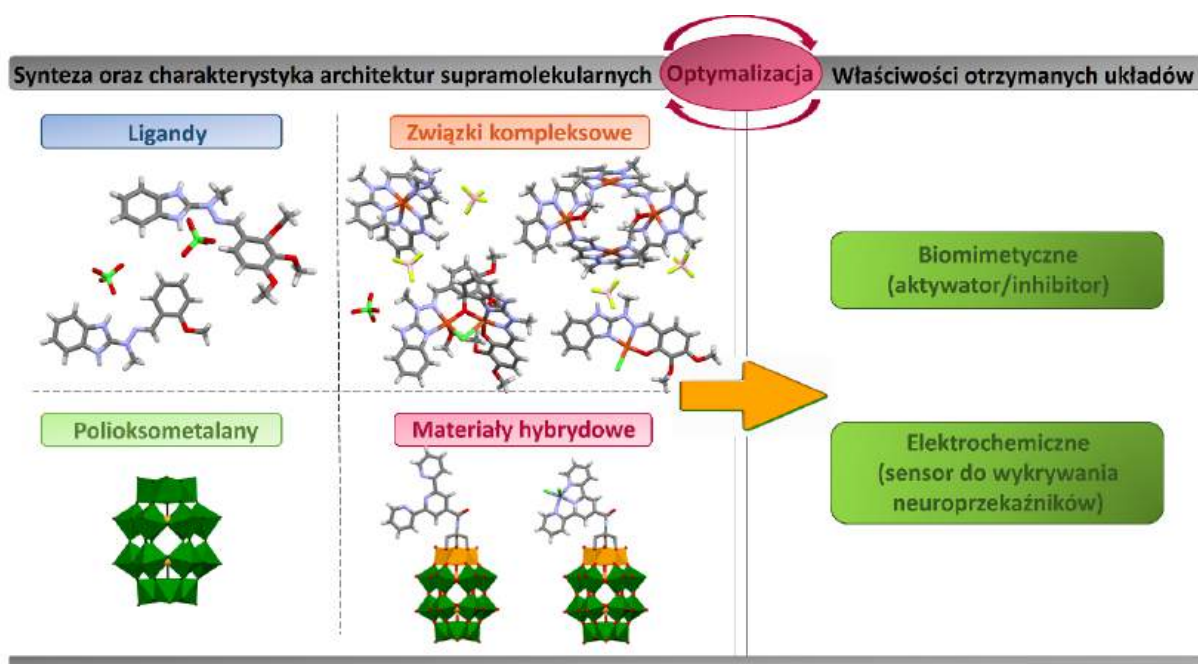 Synteza oraz charakterystyka architektur supramolekularnych
Optymalizacja
Właściwości otrzymanych układów
Ligandy
Związki kompleksowe
Polioksometalany
Materiały hybrydowe
Biomimetyczne
(aktywator/inhibitor)
Elektrochemiczne
(sensor do wykrywania
neuroprzekaźników)